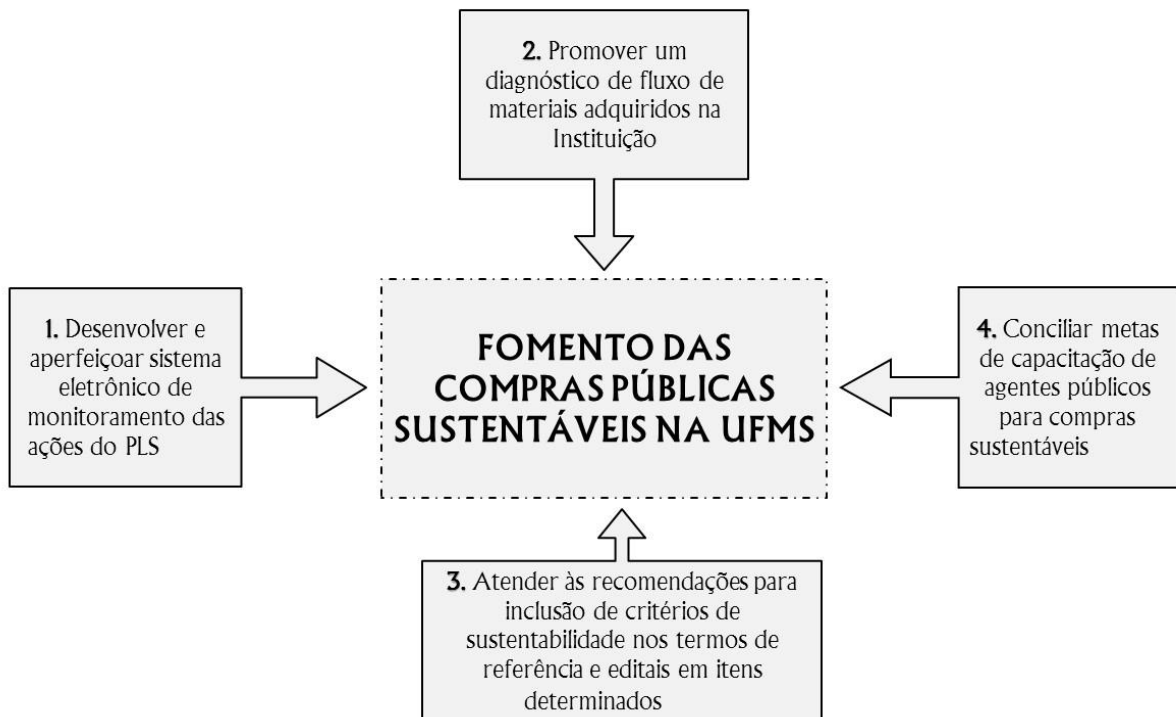 2. Promover um
diagnóstico de fluxo de
materiais adquiridos na
Instituição
1. Desenvolver e
aperfeiçoar sistema
eletrônico de
monitoramento das
ações do PLS
FOMENTO DAS
COMPRAS PÚBLICAS
SUSTENTÁVEIS NA UFMS
4. Conciliar metas
de capacitação de
agentes públicos
para compras
sustentáveis
3. Atender às recomendações para
inclusão de critérios de
sustentabilidade nos termos de
referência e editais em itens
determinados